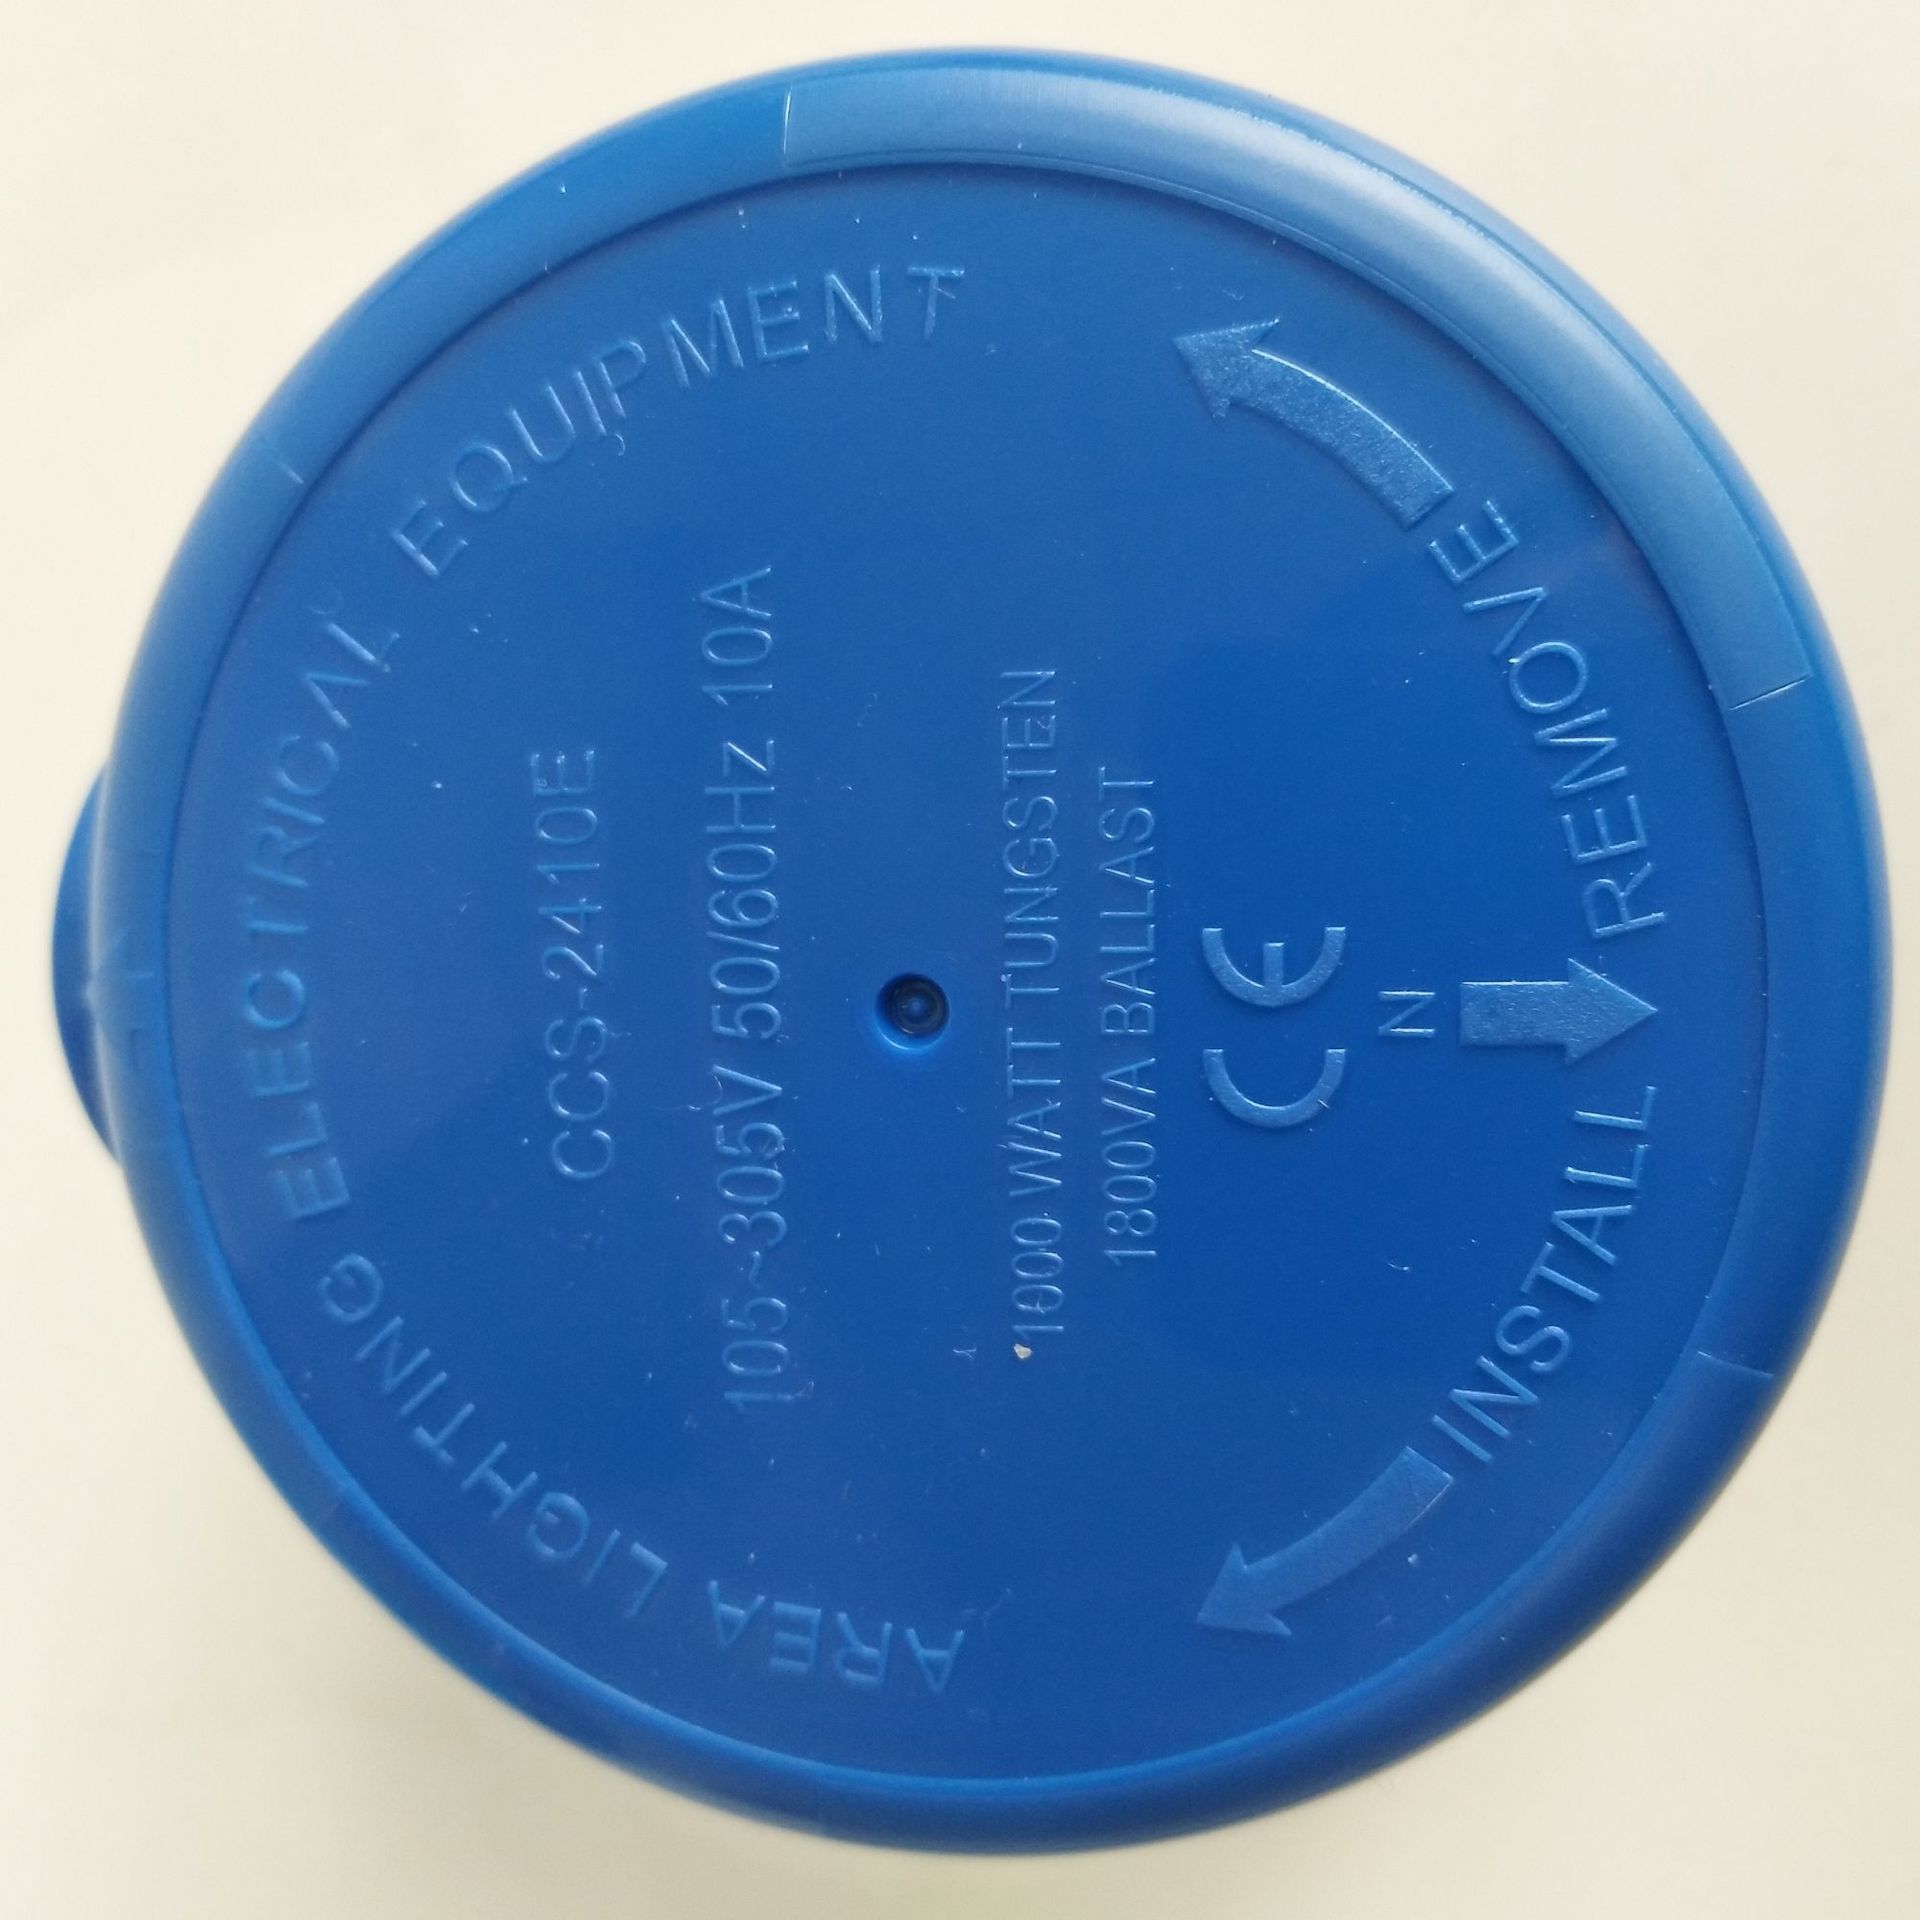 AREA LIGHTING ELECTRICAL EQUIPMENT
CCS-2410E
105~305V 50/60Hz 10A
1000 WATT TUNGSTEN
1800VA BALLAST
CE
N
INSTALL REMOVE